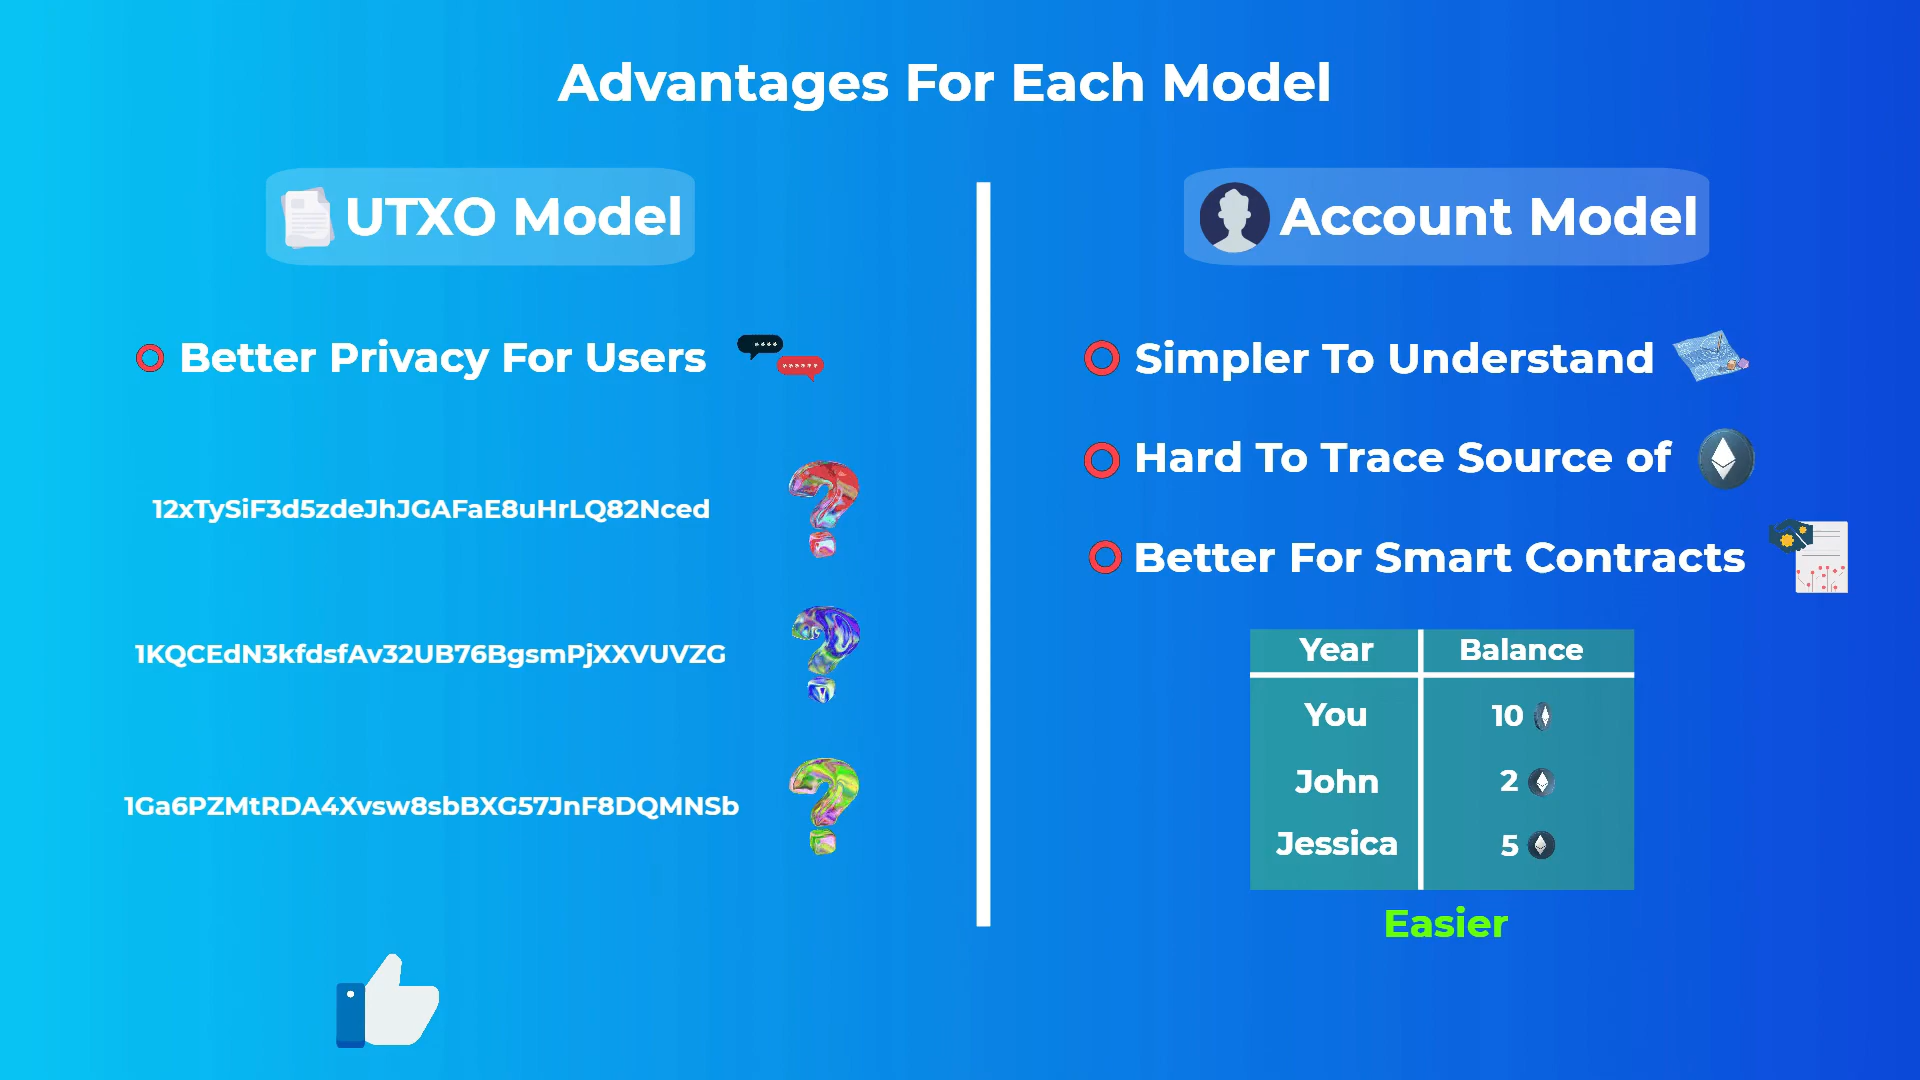 Advantages For Each Model
UTXO Model
Better Privacy For Users
12xTySiF3d5zdeJhJGAFaE8uHrLQ82Nced
1KQCEdN3kfdsfAv32UB76BgsmPjXXVUVZG
1Ga6PZMtRDA4Xvsw8sbBXG57JnF8DQMNSb
Account Model
Simpler To Understand
Hard To Trace Source of
Better For Smart Contracts
Year Balance
You 10
John 2
Jessica 5
Easier